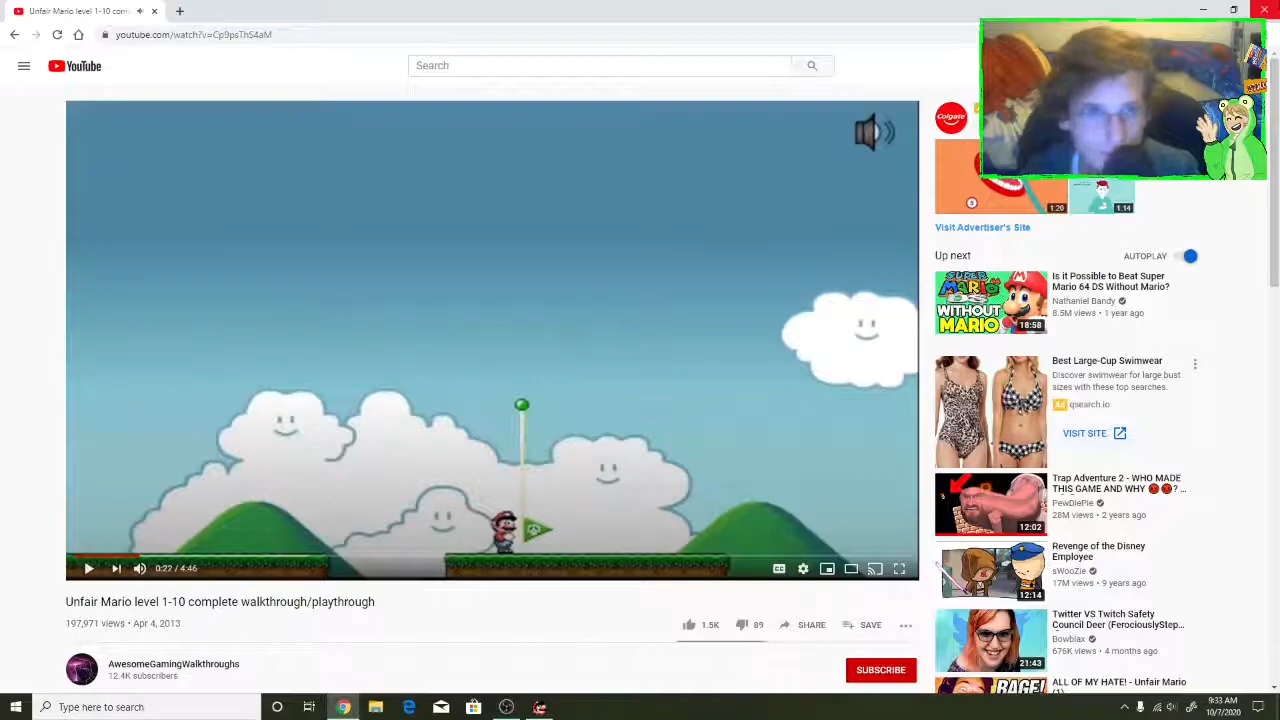 Unfair Mario level 1-10 com
youtube.com/watch?v=Cp9psThS4aM
YouTube
Search
Colgate
1:20
1:14
Visit Advertiser's Site
Up next
AUTOPLAY
SUPER MARIO 64 DS WITHOUT MARIO
18:58
Is it Possible to Beat Super
Mario 64 DS Without Mario?
Nathaniel Bandy
8.5M views • 1 year ago
Best Large-Cup Swimwear
Discover swimwear for large bust
sizes with these top searches.
Ad qsearch.io
VISIT SITE
Trap Adventure 2 - WHO MADE
THIS GAME AND WHY 😡😡? ...
PewDiePie
28M views • 2 years ago
12:02
Revenge of the Disney
Employee
sWooZie
17M views • 9 years ago
12:14
Twitter VS Twitch Safety
Council Deer (FerociouslyStep...
Bowblax
676K views • 4 months ago
21:43
ALL OF MY HATE! - Unfair Mario
(1)
RAGE!
0:22 / 4:46
Unfair Mario level 1-10 complete walkthrough/playthrough
197,971 views • Apr 4, 2013
1.5K
89
SHARE
SAVE
AwesomeGamingWalkthroughs
12.4K subscribers
SUBSCRIBE
Type here to search
9:33 AM
10/7/2020